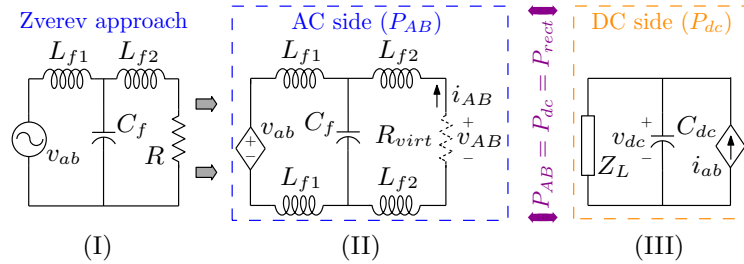 Zverev approach
L_{f1} L_{f2}
v_{ab}
C_f
R
(I)
AC side (P_{AB})
L_{f1} L_{f2}
v_{ab}
+
−
C_f
R_{virt}
i_{AB}
+
v_{AB}
−
L_{f1} L_{f2}
(II)
P_{AB} = P_{dc} = P_{rect}
DC side (P_{dc})
Z_L
+
v_{dc}
−
C_{dc}
i_{ab}
(III)